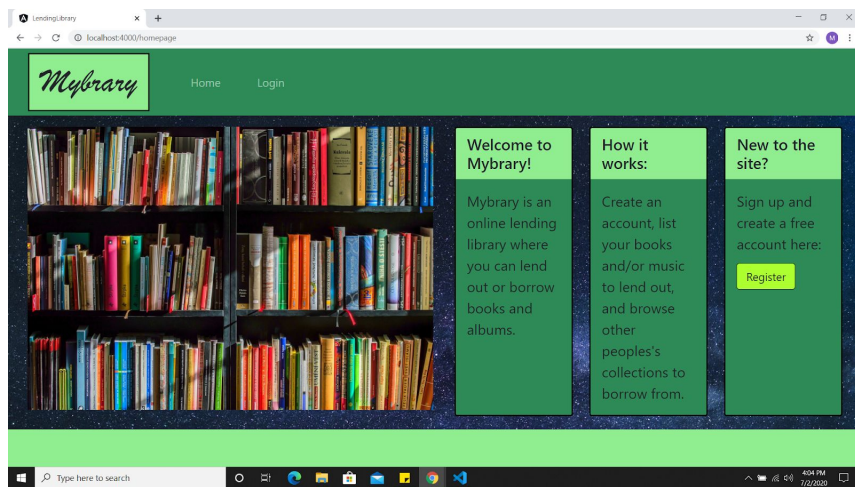 LendingLibrary
localhost:4000/homepage
M
Mybrary
Home
Login
Welcome to
Mybrary!
Mybrary is an
online lending
library where
you can lend
out or borrow
books and
albums.
How it
works:
Create an
account, list
your books
and/or music
to lend out,
and browse
other
peoples's
collections to
borrow from.
New to the
site?
Sign up and
create a free
account here:
Register
Type here to search
4:04 PM
7/2/2020